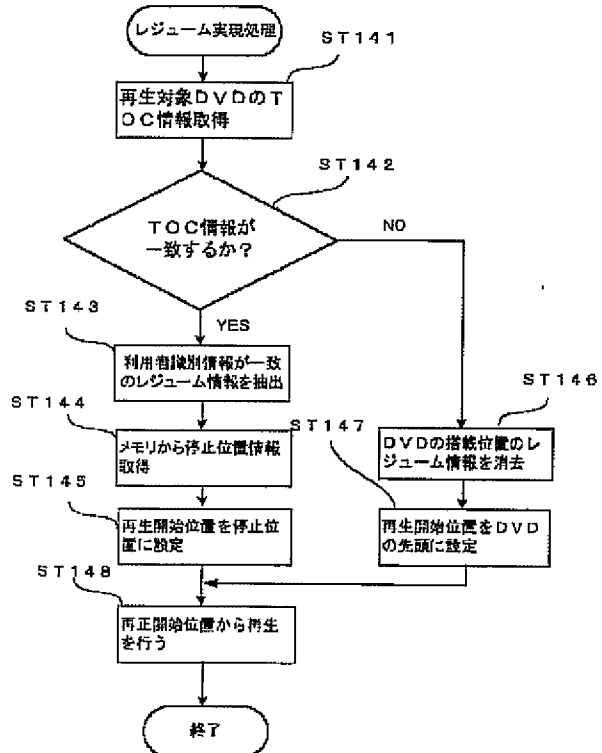 レジューム実現処理
ST141
再生対象DVDのT
OC情報取得
ST142
TOC情報が
一致するか?
NO
YES
ST143
利用者識別情報が一致
のレジューム情報を抽出
ST144
メモリから停止位置情報
取得
ST145
再生開始位置を停止位
置に設定
ST146
DVDの搭載位置のレ
ジューム情報を消去
ST147
再生開始位置をDVD
の先頭に設定
ST148
再正開始位置から再生
を行う
終了